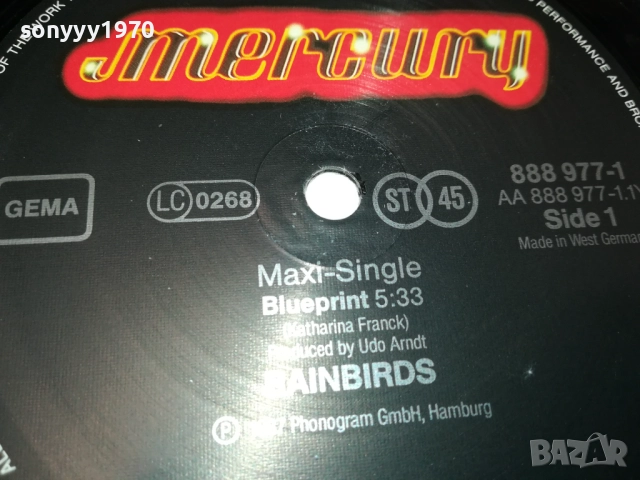 sonyyy1970
OF THE WORK
PERFORMANCE AND BRO
mercury
GEMA
LC 0268
ST 45
888 977-1
AA 888 977-1.1
Side 1
Made in West German
Maxi-Single
Blueprint 5:33
(Katharina Franck)
Produced by Udo Arndt
RAINBIRDS
Ⓟ Phonogram GmbH, Hamburg
BAZAR